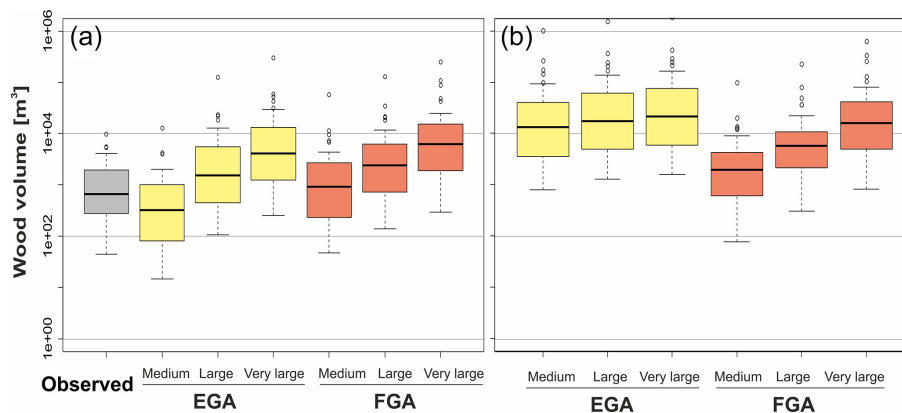 (a)
(b)
Wood volume [m³]
1e+06
1e+04
1e+02
1e+00
Observed
Medium Large Very large
EGA
Medium Large Very large
FGA
Medium Large Very large
EGA
Medium Large Very large
FGA